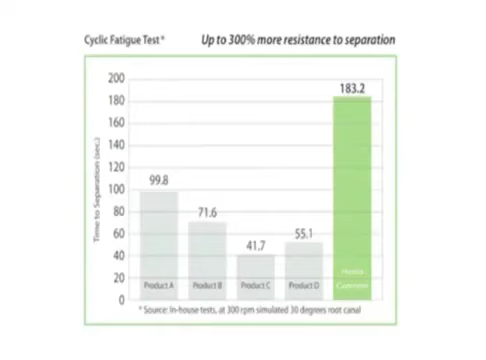 Cyclic Fatigue Test*
Up to 300% more resistance to separation
Time to Separation (sec.)
200
180
160
140
120
100
80
60
40
20
0
99.8
71.6
41.7
55.1
183.2
Product A
Product B
Product C
Product D
* Source: In-house tests, at 300 rpm simulated 30 degrees root canal